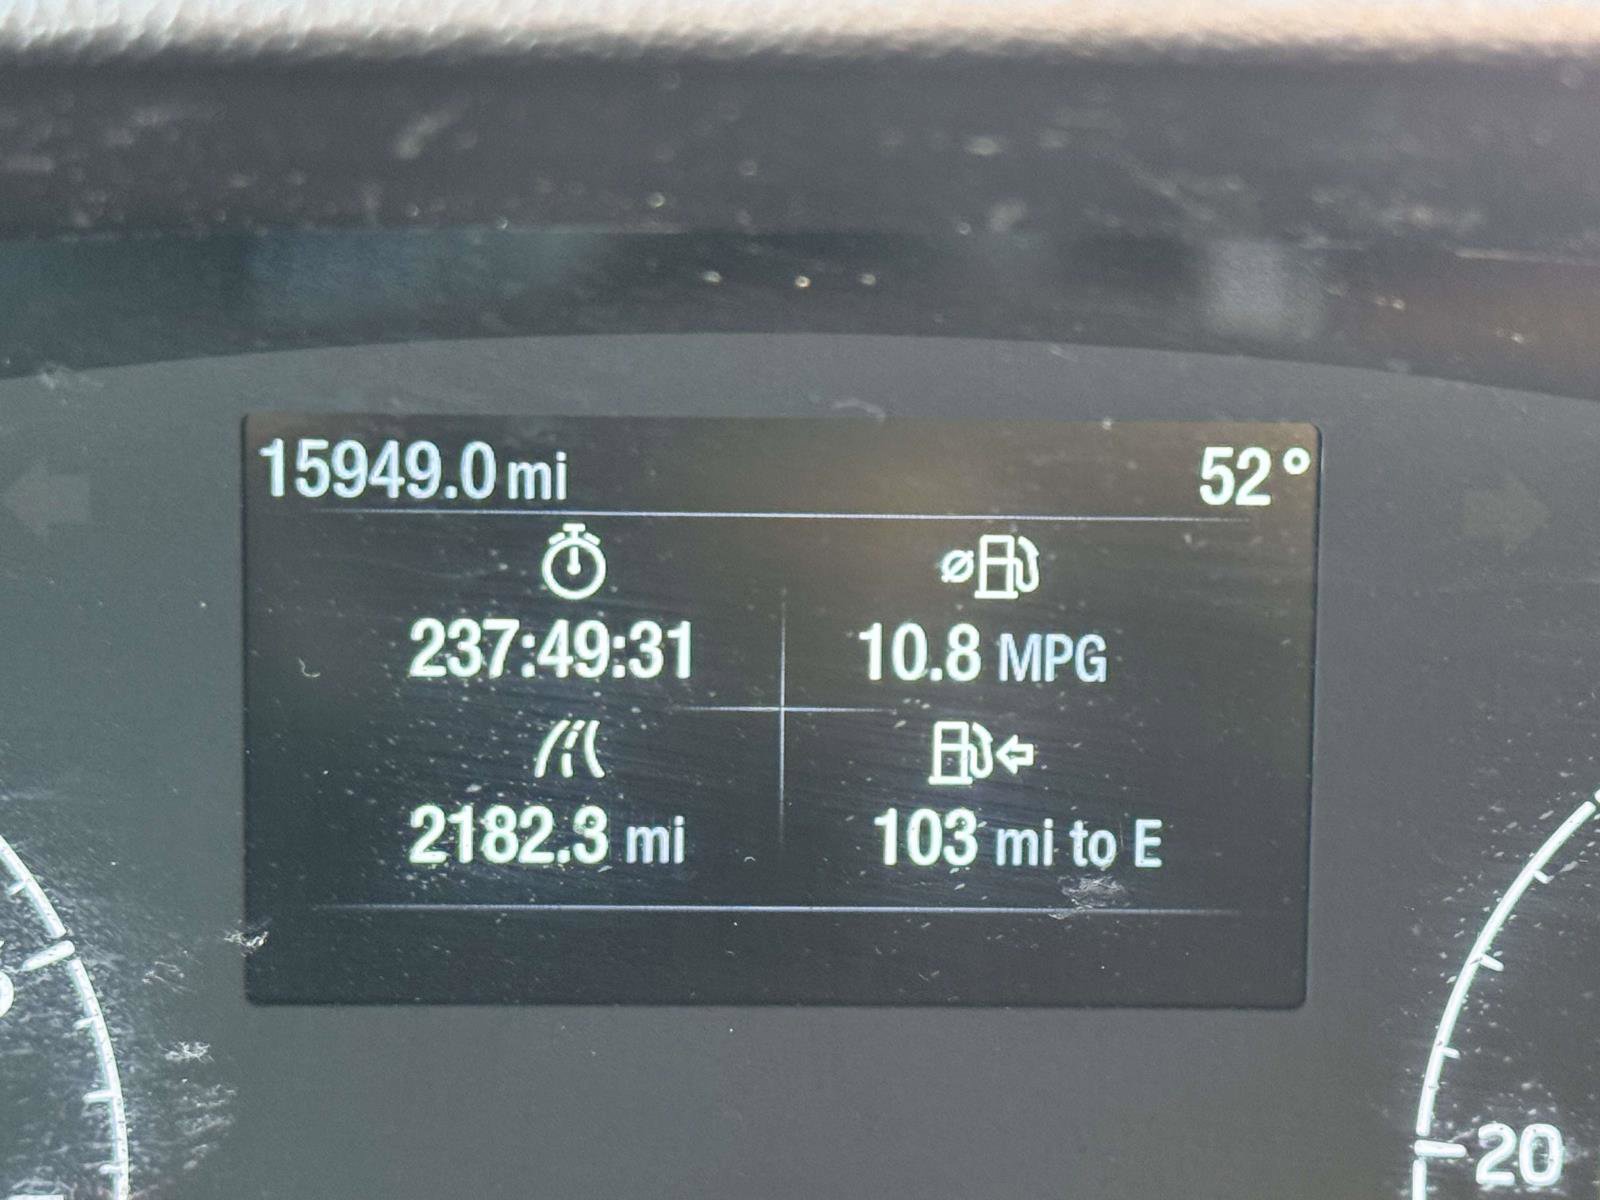 15949.0 mi 52°
237:49:31 10.8 MPG
2182.3 mi 103 mi to E
20